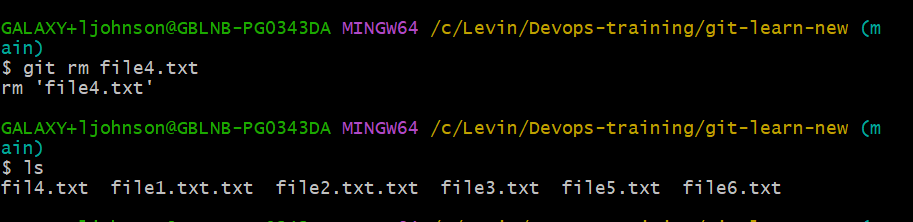 GALAXY+ljohnson@GBLNB-PG0343DA MINGW64 /c/Levin/Devops-training/git-learn-new (m
ain)
$ git rm file4.txt
rm 'file4.txt'
GALAXY+ljohnson@GBLNB-PG0343DA MINGW64 /c/Levin/Devops-training/git-learn-new (m
ain)
$ ls
fil4.txt  file1.txt.txt  file2.txt.txt  file3.txt  file5.txt  file6.txt